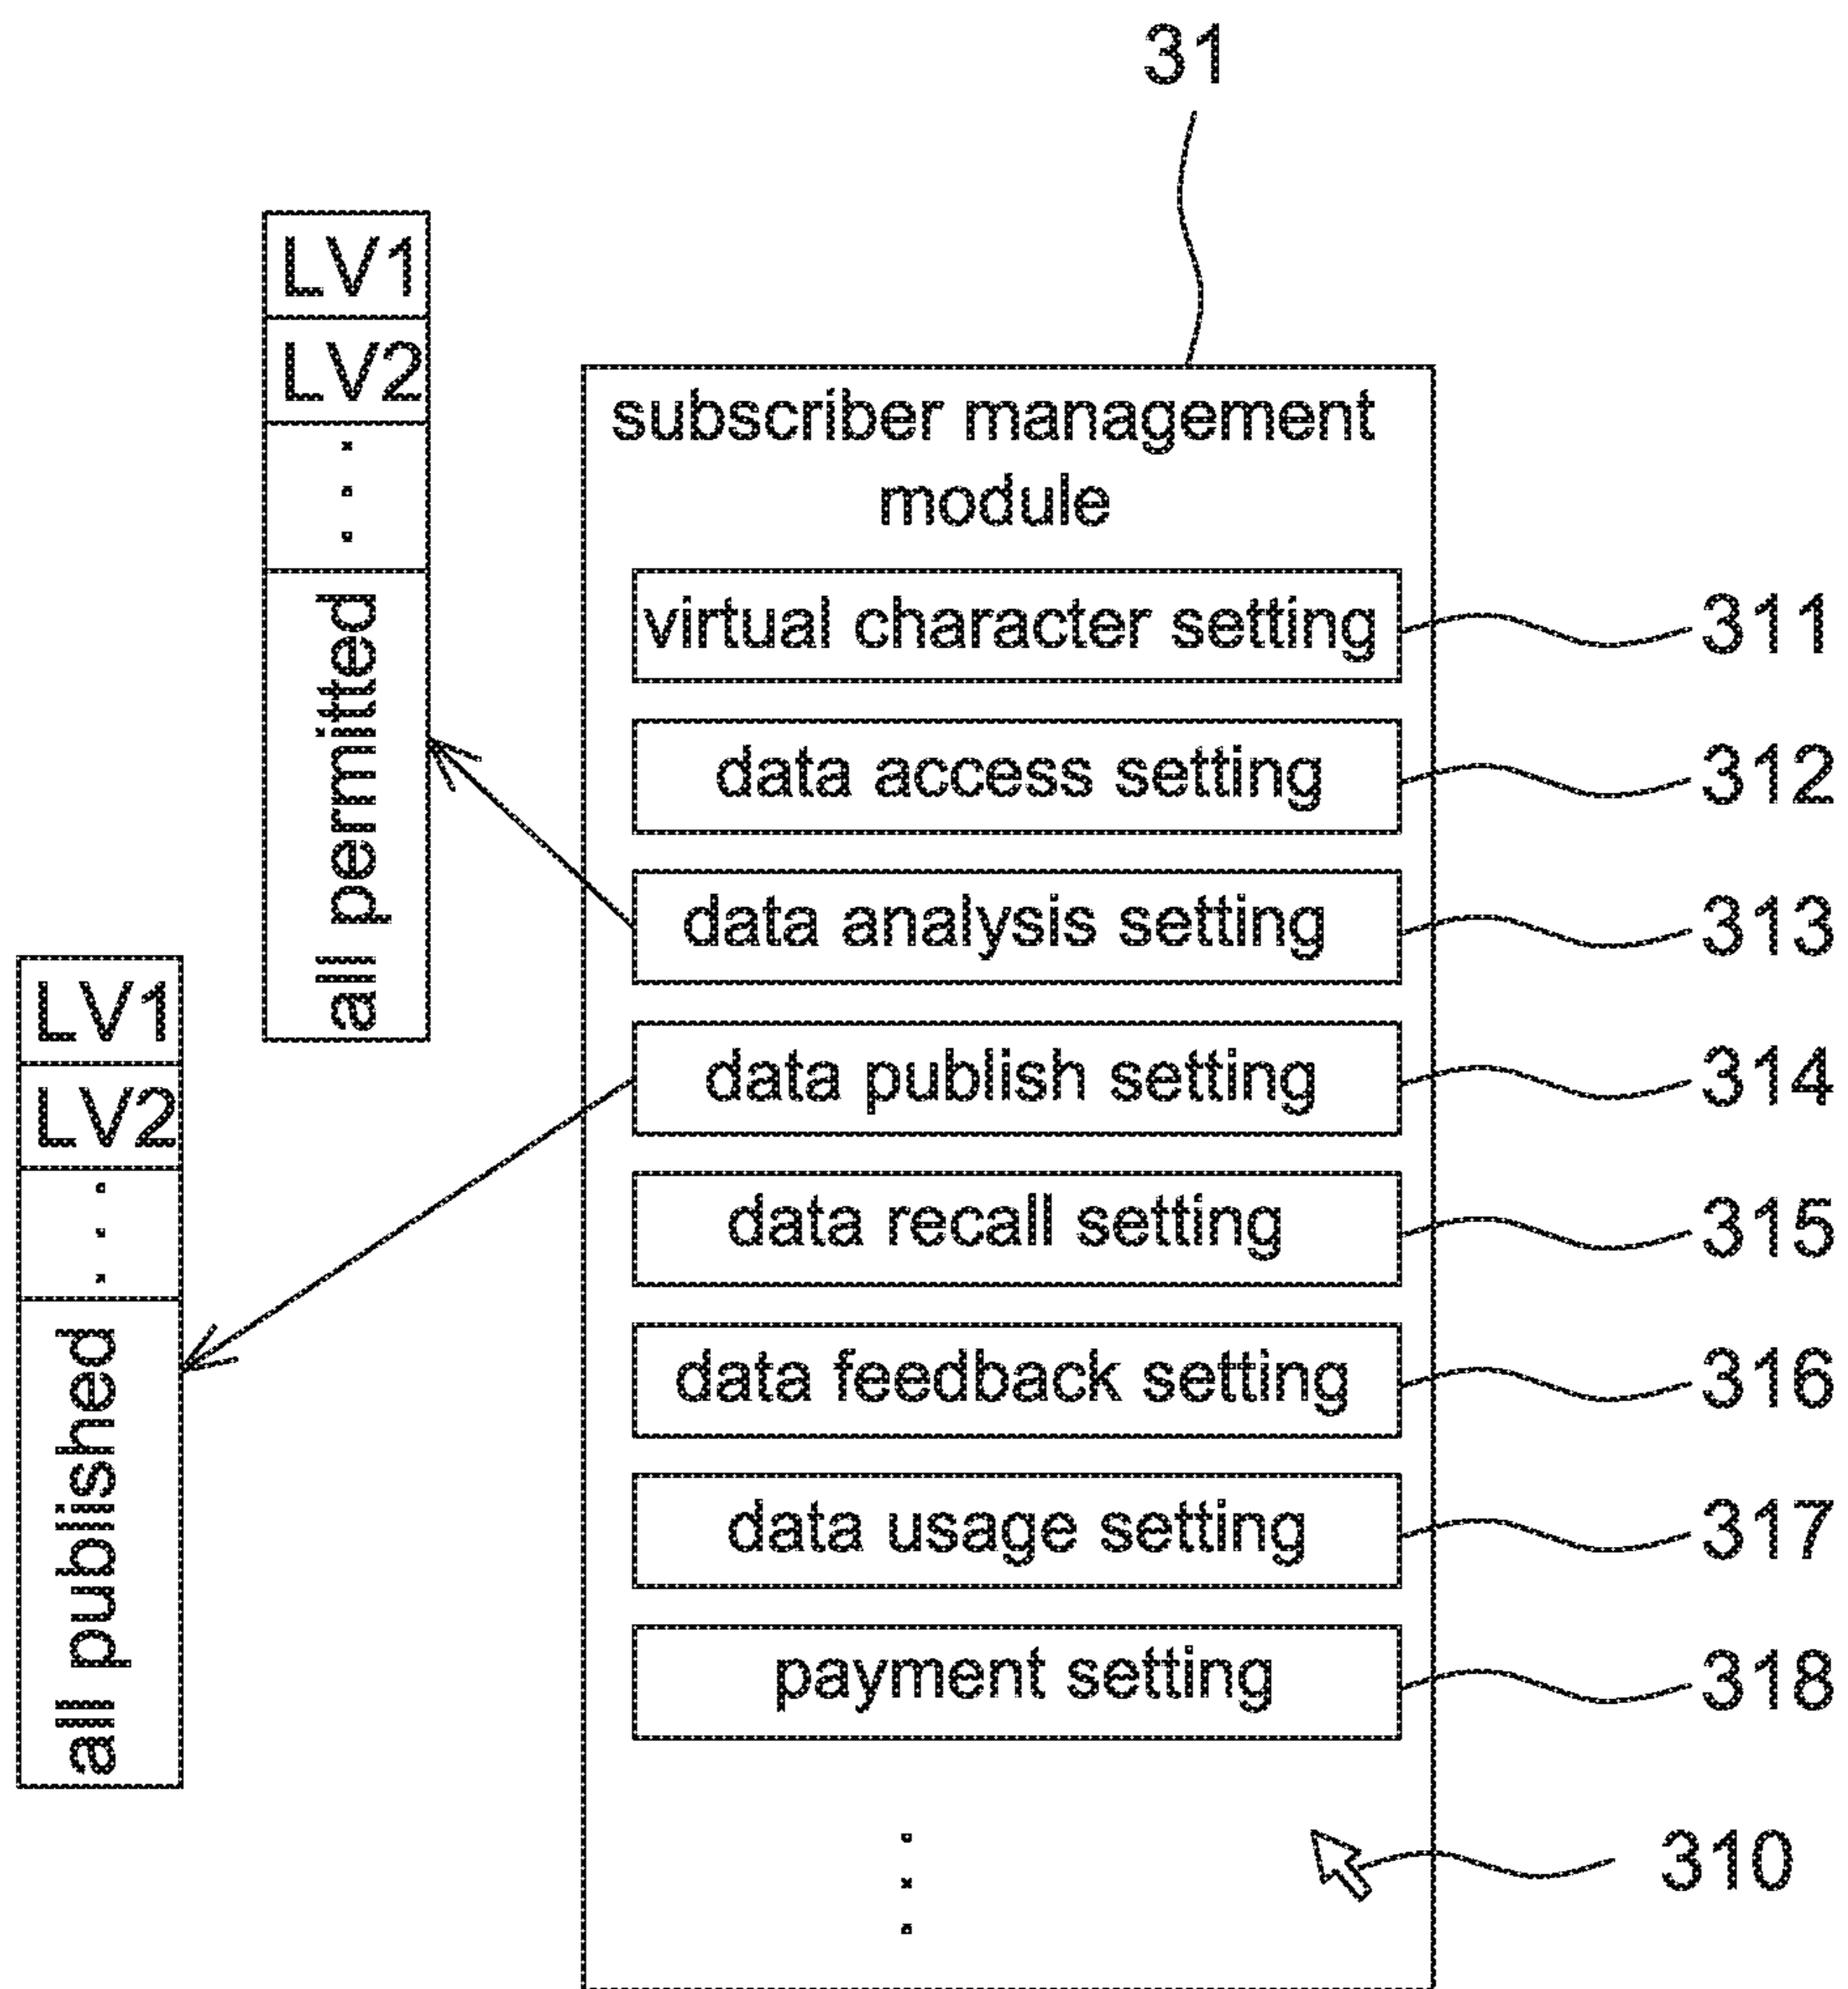 31
LV1
LV2
all permitted
subscriber management
module
virtual character setting
311
data access setting
312
data analysis setting
313
data publish setting
314
data recall setting
315
data feedback setting
316
data usage setting
317
payment setting
318
310
LV1
LV2
all published